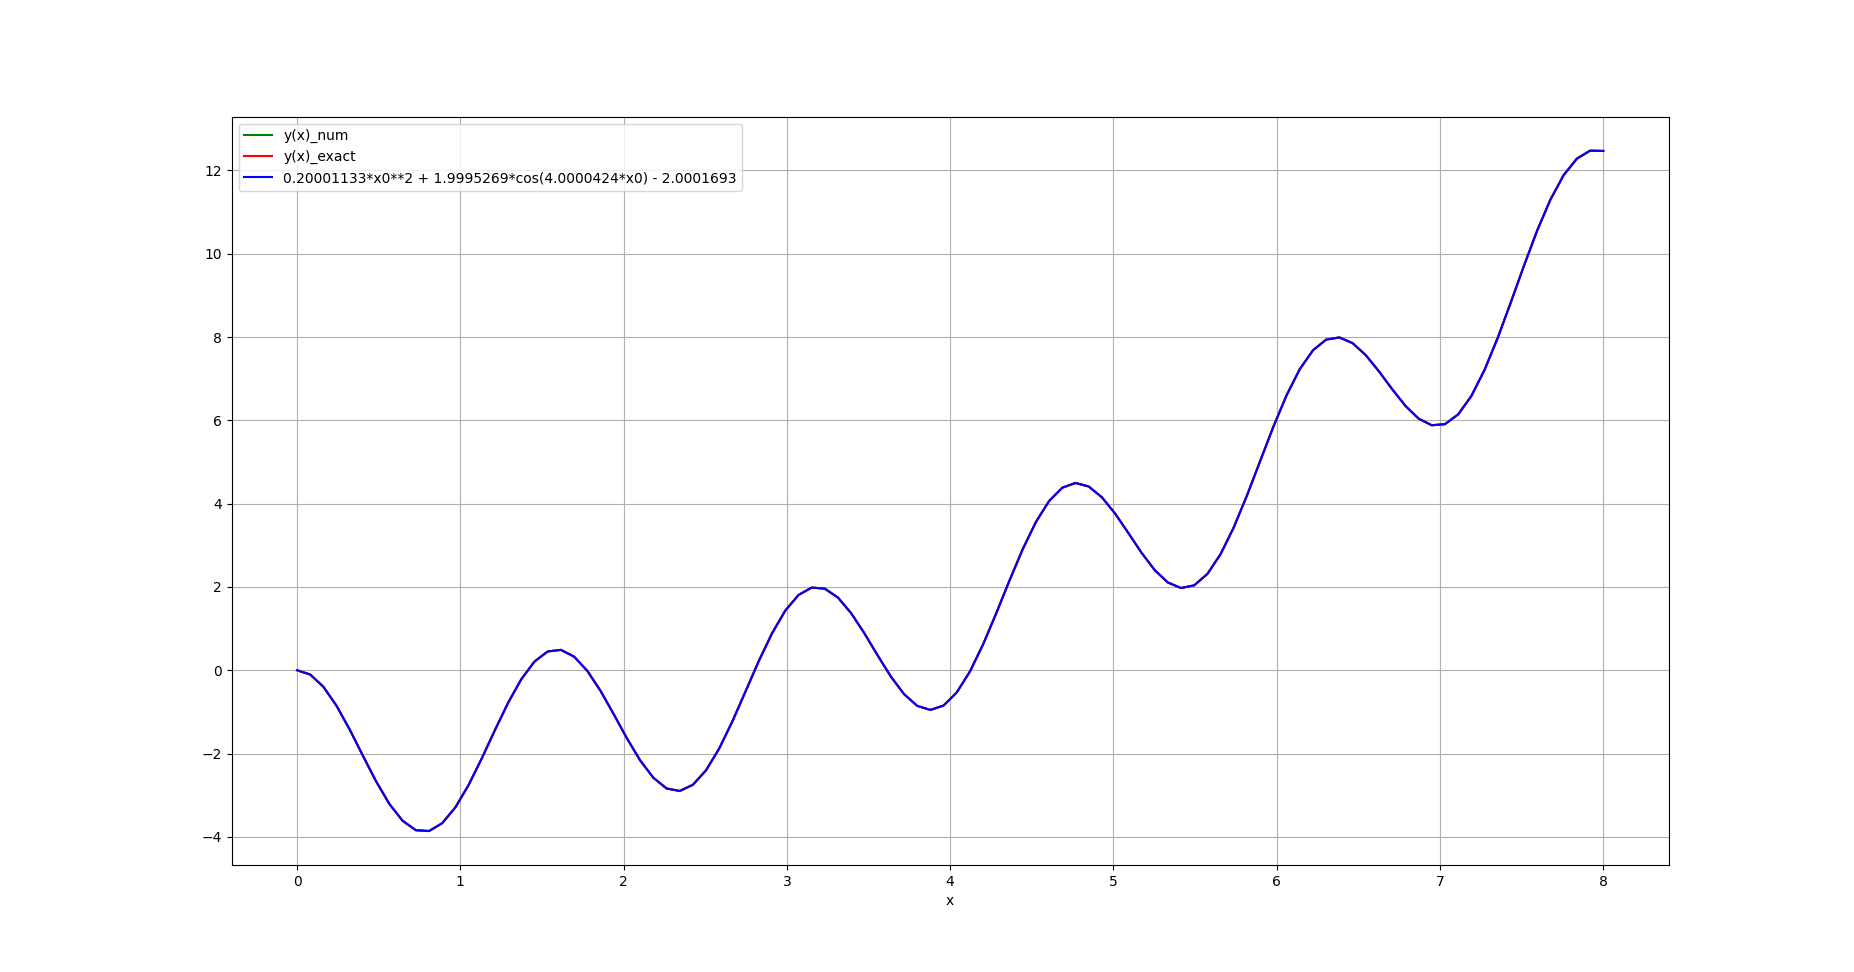 y(x)_num
y(x)_exact
0.20001133*x0**2 + 1.9995269*cos(4.0000424*x0) - 2.0001693
12
10
8
6
4
2
0
−2
−4
0 1 2 3 4 5 6 7 8
x